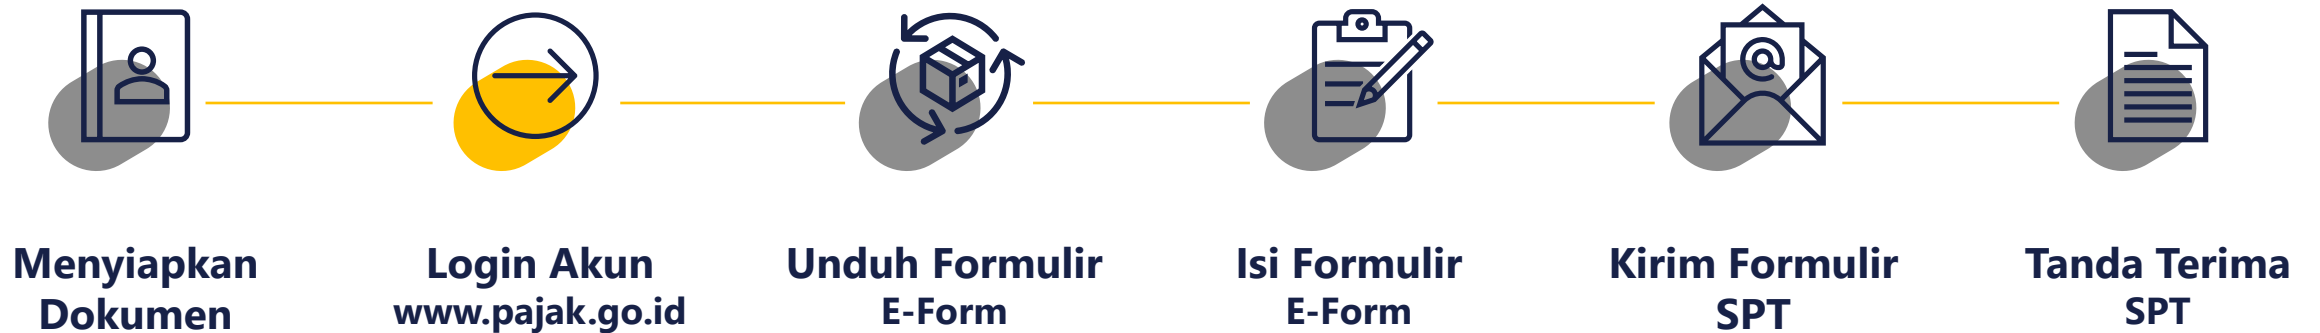 Menyiapkan
Dokumen
Login Akun
www.pajak.go.id
Unduh Formulir
E-Form
Isi Formulir
E-Form
Kirim Formulir
SPT
Tanda Terima
SPT